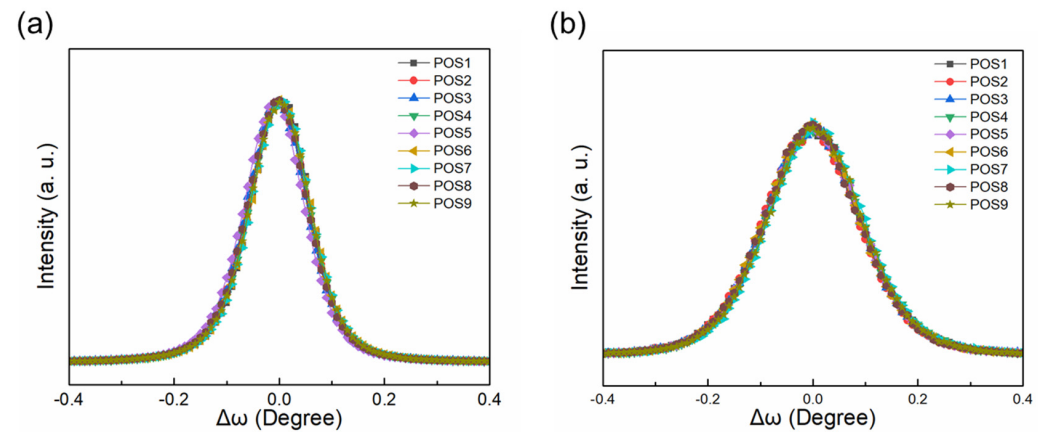 (a)
POS1
POS2
POS3
POS4
POS5
POS6
POS7
POS8
POS9
Intensity (a. u.)
-0.4 -0.2 0.0 0.2 0.4
Δω (Degree)
(b)
POS1
POS2
POS3
POS4
POS5
POS6
POS7
POS8
POS9
Intensity (a. u.)
-0.4 -0.2 0.0 0.2 0.4
Δω (Degree)